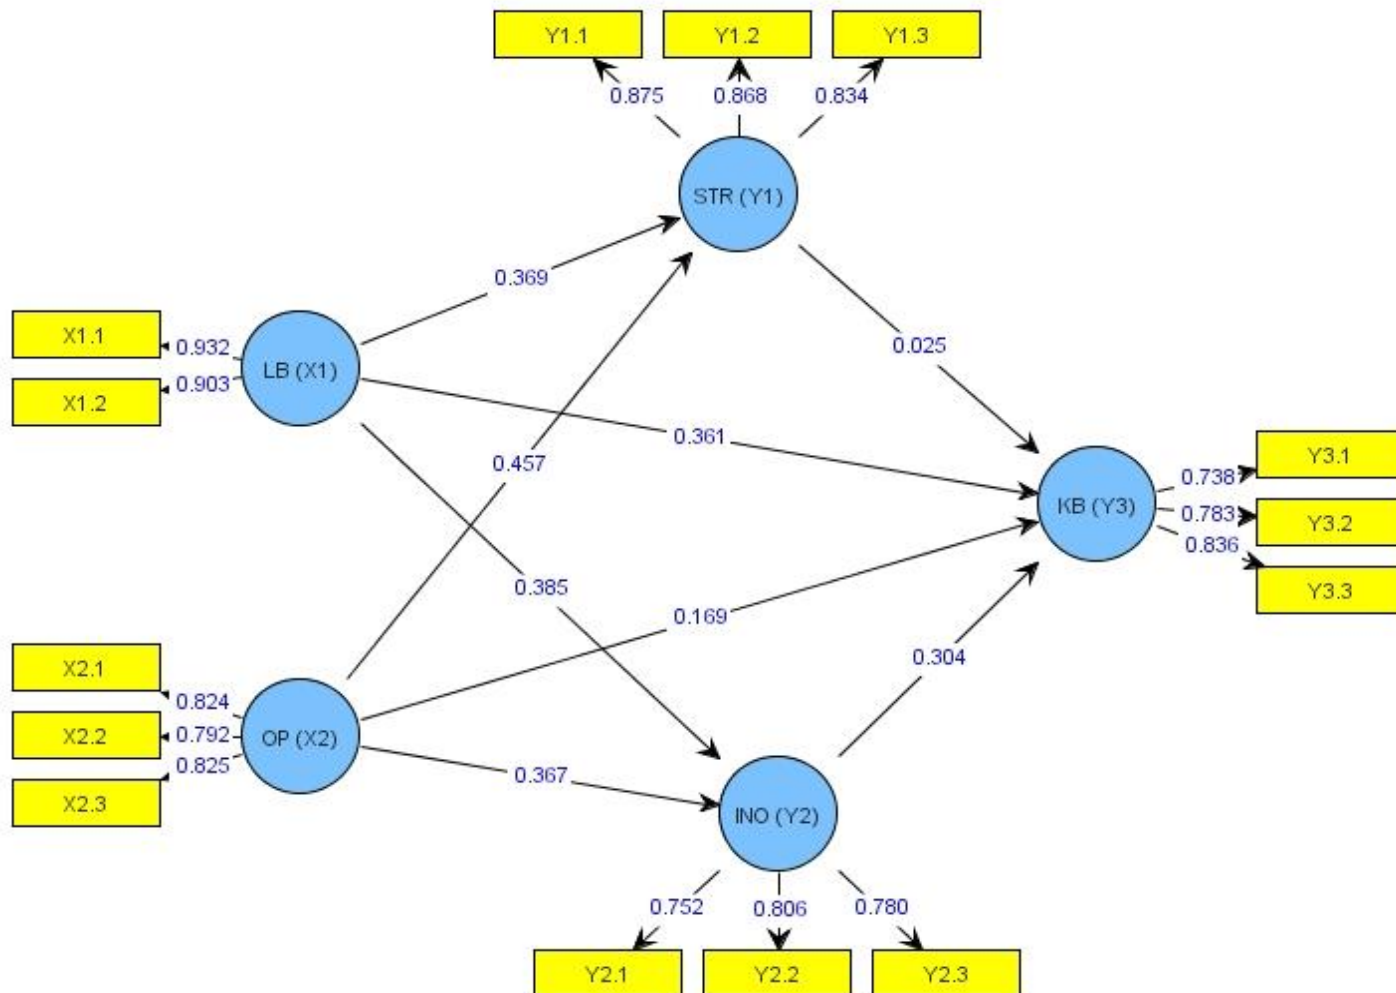 Y1.1 Y1.2 Y1.3
0.875 0.868 0.834
STR (Y1)
0.369
X1.1
0.932
LB (X1)
0.903
X1.2
0.025
0.361
0.457
Y3.1
0.738
KB (Y3)
0.783
Y3.2
0.836
Y3.3
0.385
0.169
0.304
X2.1
0.824
X2.2
0.792
OP (X2)
0.825
X2.3
0.367
INO (Y2)
0.752 0.806 0.780
Y2.1 Y2.2 Y2.3